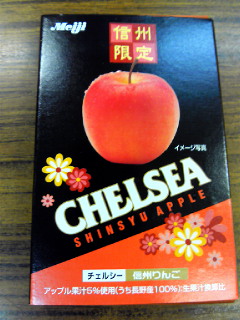 Meiji
信州
限定
イメージ写真
CHELSEA
SHINSYU APPLE
チェルシー 信州りんご
アップル果汁5%使用(うち長野産100%):生果汁換算比